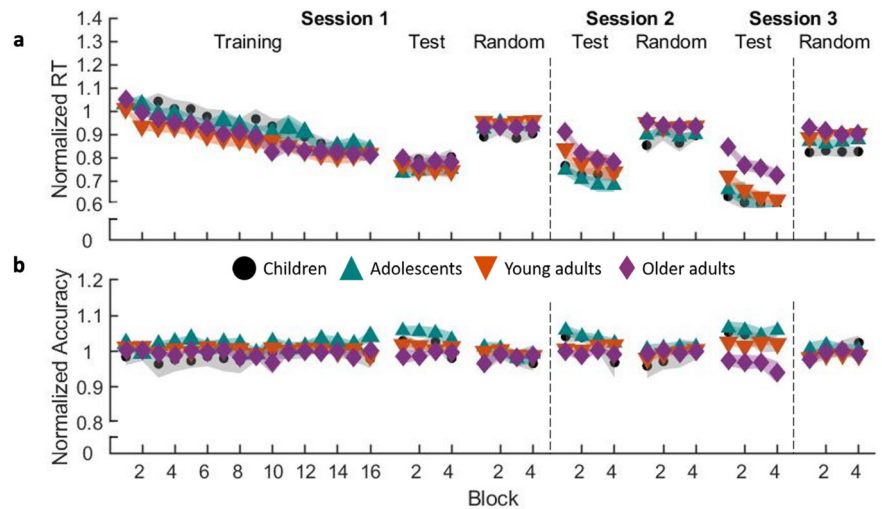 Session 1 Session 2 Session 3
a
Training Test Random Test Random Test Random
Normalized RT
1.4
1.3
1.2
1.1
1
0.9
0.8
0.7
0.6
0
b
Children Adolescents Young adults Older adults
Normalized Accuracy
1.2
1.1
1
0.9
0.8
0
2 4 6 8 10 12 14 16 2 4 2 4 2 4 2 4 2 4 2 4
Block